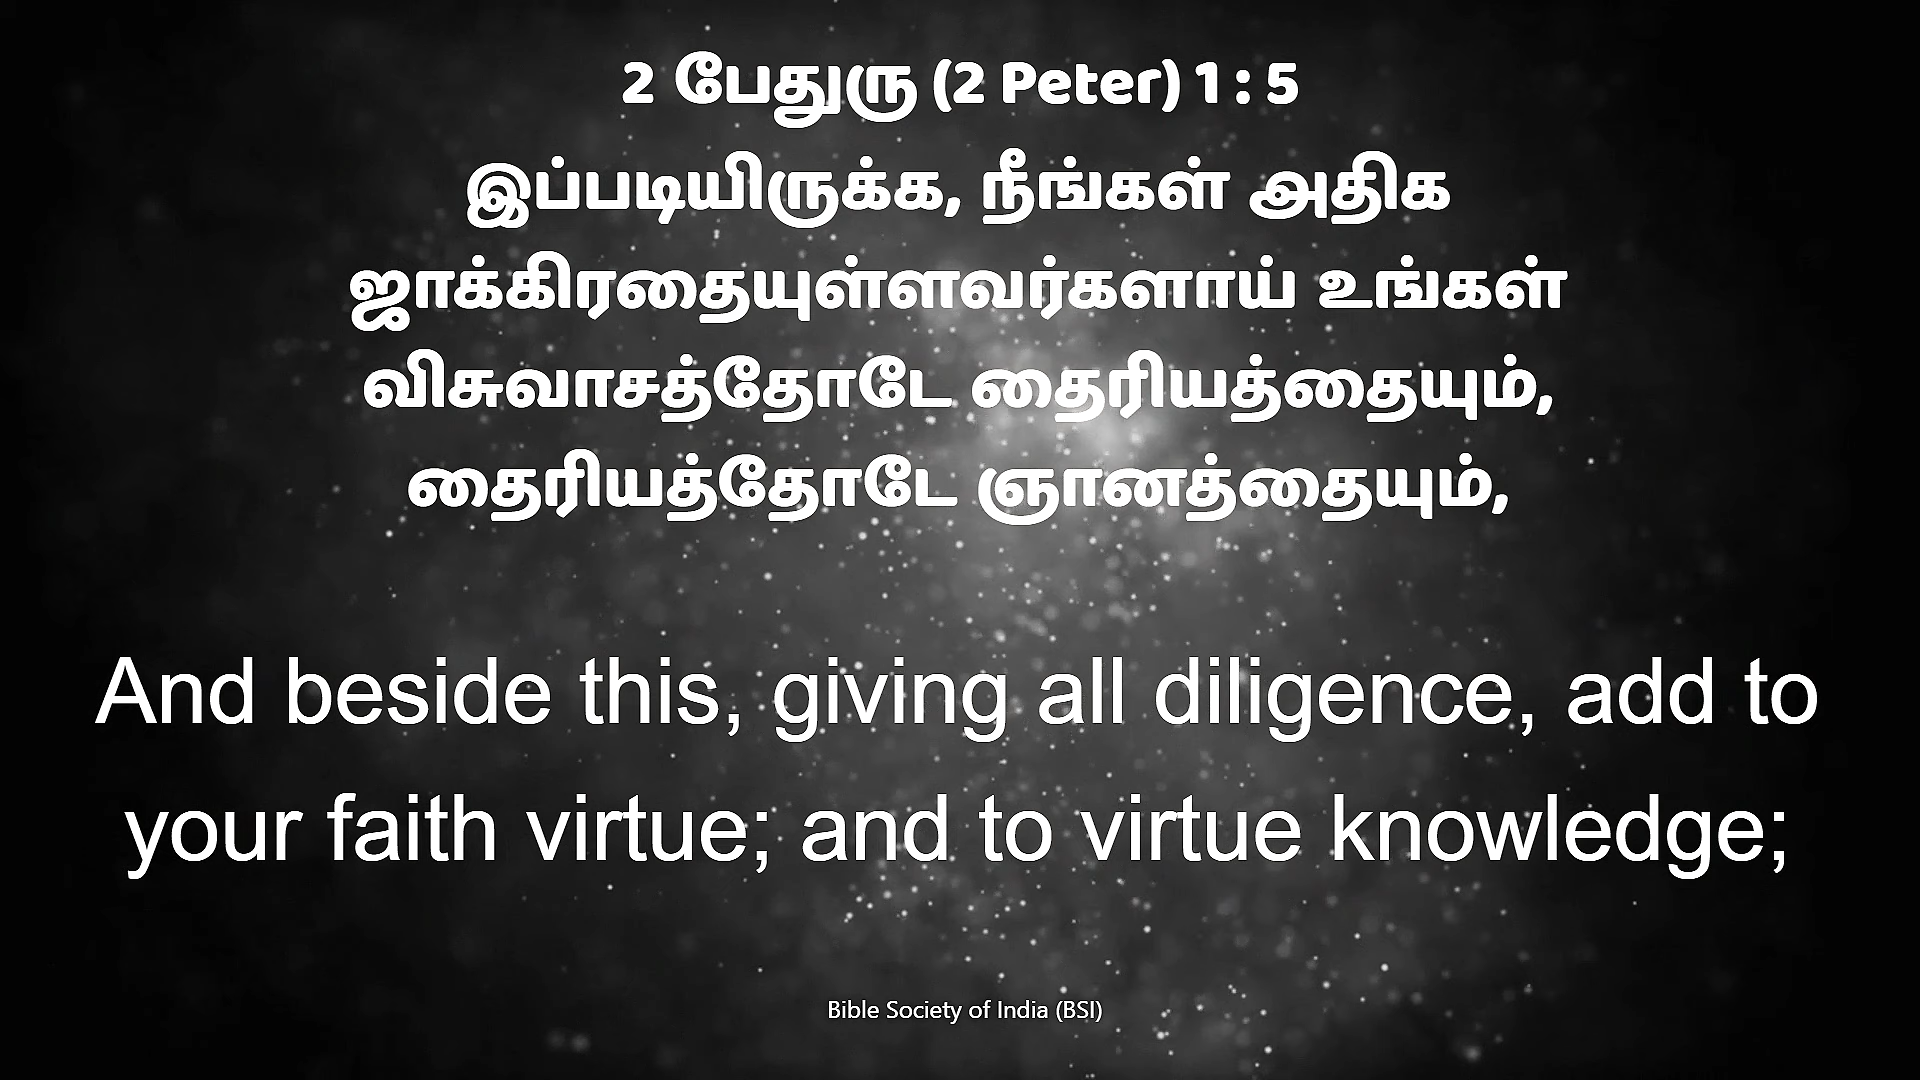 2 பேதுரு (2 Peter) 1 : 5
இப்படியிருக்க, நீங்கள் அதிக
ஜாக்கிரதையுள்ளவர்களாய் உங்கள்
விசுவாசத்தோடே தைரியத்தையும்,
தைரியத்தோடே ஞானத்தையும்,
And beside this, giving all diligence, add to
your faith virtue; and to virtue knowledge;
Bible Society of India (BSI)